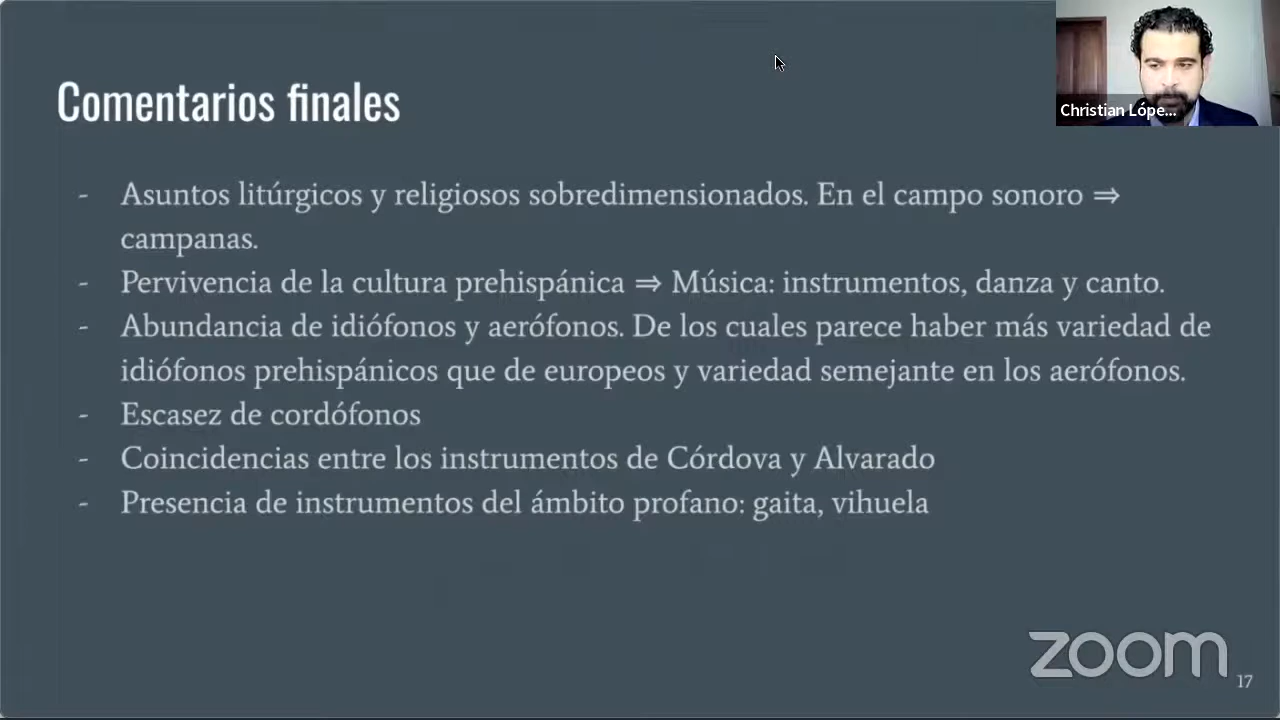 Comentarios finales
Christian Lópe...
- Asuntos litúrgicos y religiosos sobredimensionados. En el campo sonoro ⇒
campanas.
- Pervivencia de la cultura prehispánica ⇒ Música: instrumentos, danza y canto.
- Abundancia de idiófonos y aerófonos. De los cuales parece haber más variedad de
idiófonos prehispánicos que de europeos y variedad semejante en los aerófonos.
- Escasez de cordófonos
- Coincidencias entre los instrumentos de Córdova y Alvarado
- Presencia de instrumentos del ámbito profano: gaita, vihuela
zoom
17